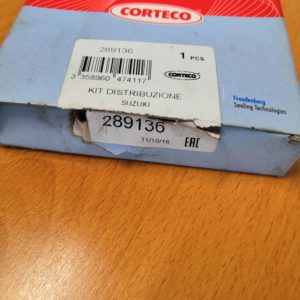 CORTECO
289136
1 PCS
3 358960 474117
CORTECO
KIT DISTRIBUZIONE
SUZUKI
289136
11/10/16
EAC
Freudenberg
Sealing Technologies